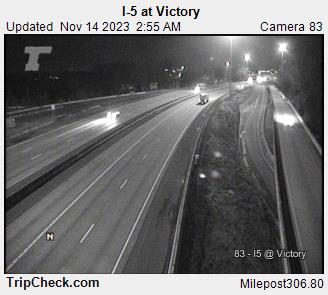 I-5 at Victory
Updated Nov 14 2023 2:55 AM Camera 83
T
N
83 - I5 @ Victory
TripCheck.com Milepost306.80